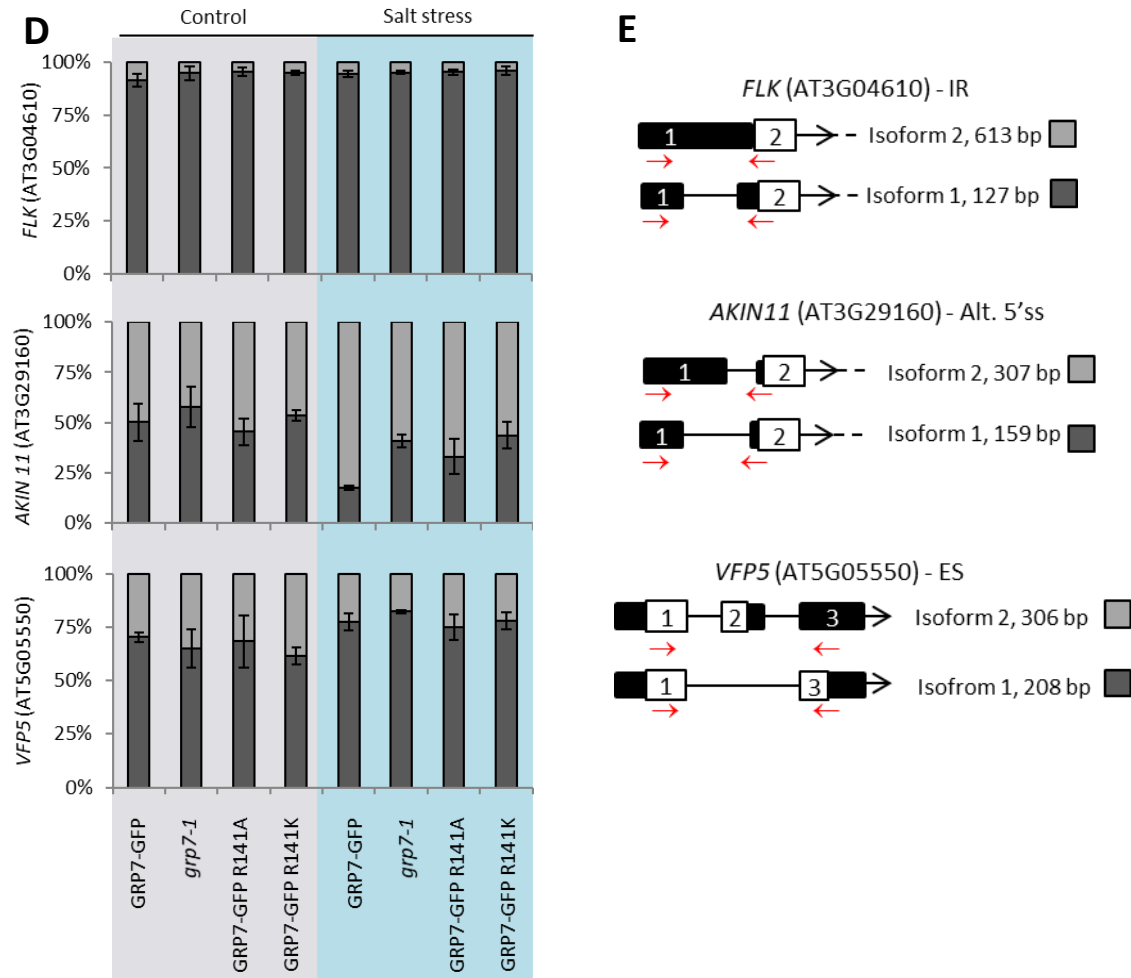 D
Control
Salt stress
100%
75%
50%
25%
0%
FLK (AT3G04610)
100%
75%
50%
25%
0%
AKIN 11 (AT3G29160)
100%
75%
50%
25%
0%
VFP5 (AT5G05550)
GRP7-GFP
grp7-1
GRP7-GFP R141A
GRP7-GFP R141K
GRP7-GFP
grp7-1
GRP7-GFP R141A
GRP7-GFP R141K
E
FLK (AT3G04610) - IR
1 2
Isoform 2, 613 bp
1 2
Isoform 1, 127 bp
AKIN11 (AT3G29160) - Alt. 5’ss
1 2
Isoform 2, 307 bp
1 2
Isoform 1, 159 bp
VFP5 (AT5G05550) - ES
1 2 3
Isoform 2, 306 bp
1 3
Isofrom 1, 208 bp